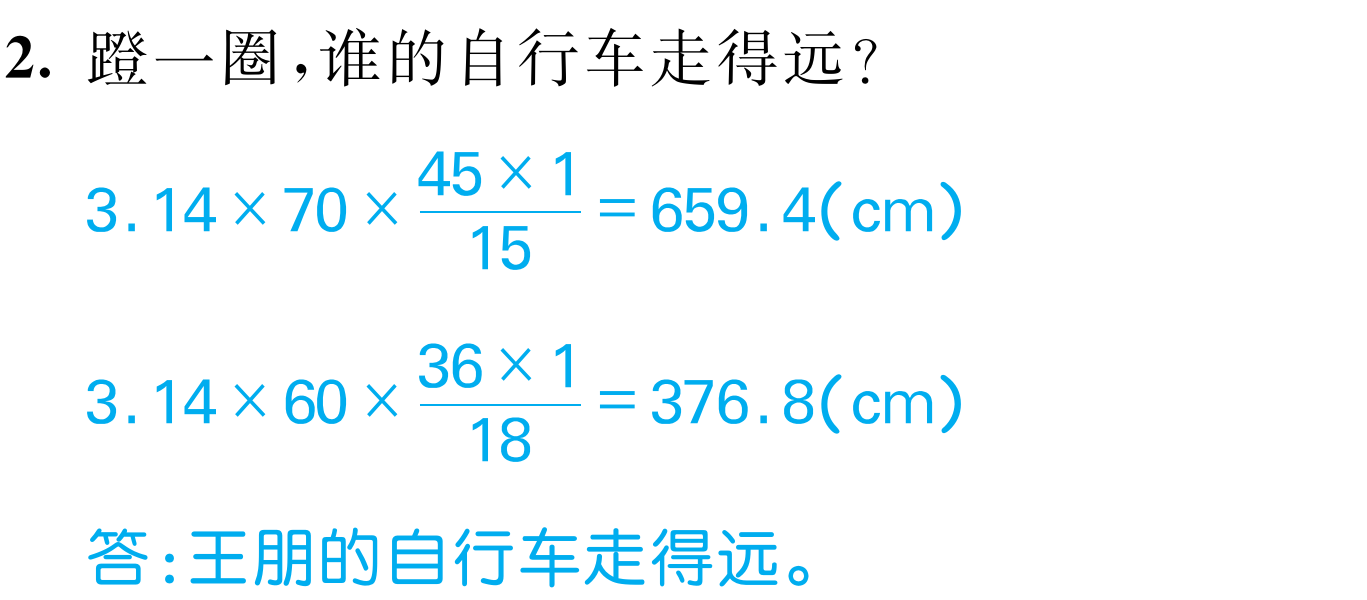 2. 蹬一圈,谁的自行车走得远?
3.14×70×\frac{45×1}{15}=659.4(cm)
3.14×60×\frac{36×1}{18}=376.8(cm)
答:王朋的自行车走得远。